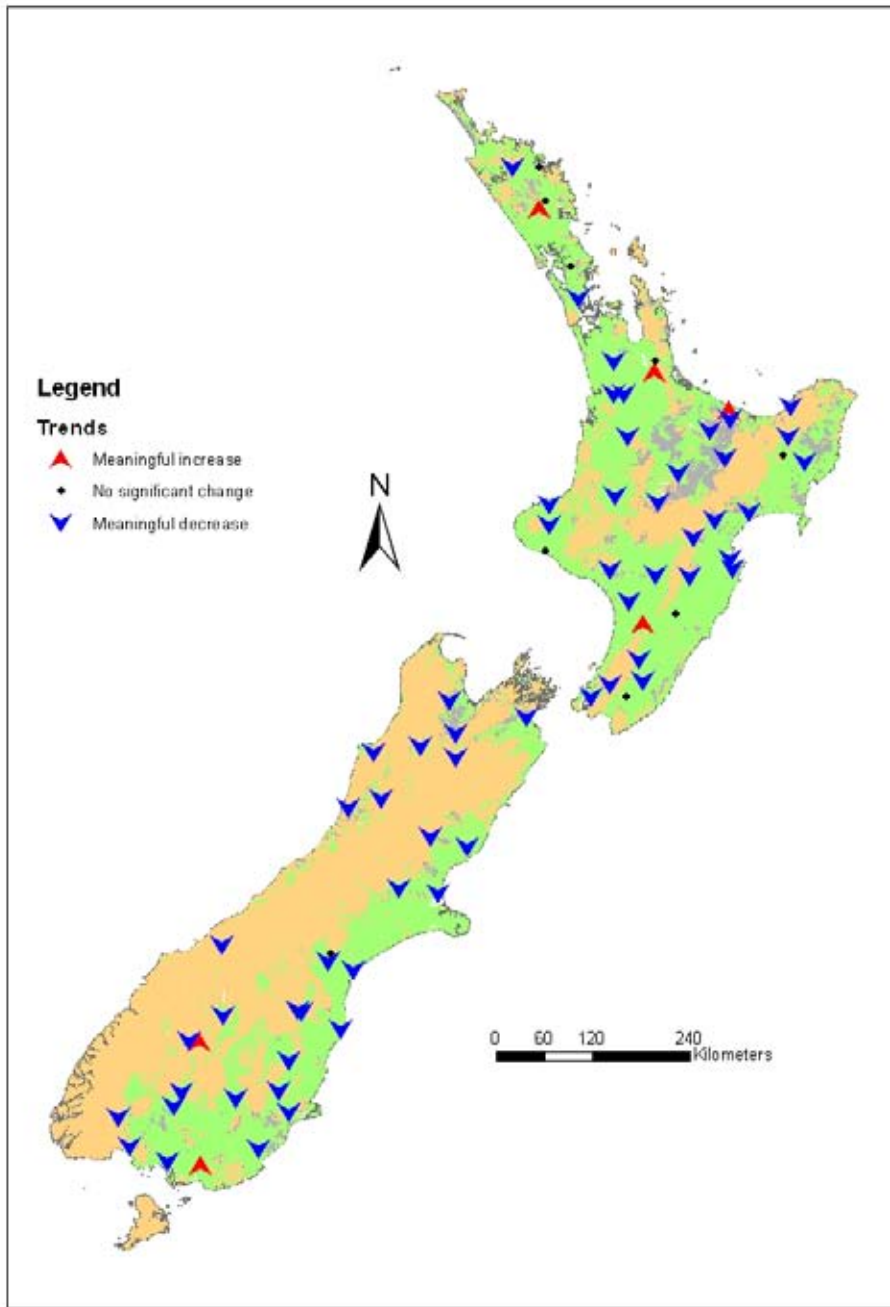 Legend
Trends
Meaningful increase
No significant change
Meaningful decrease
N
0 60 120 240
Kilometers